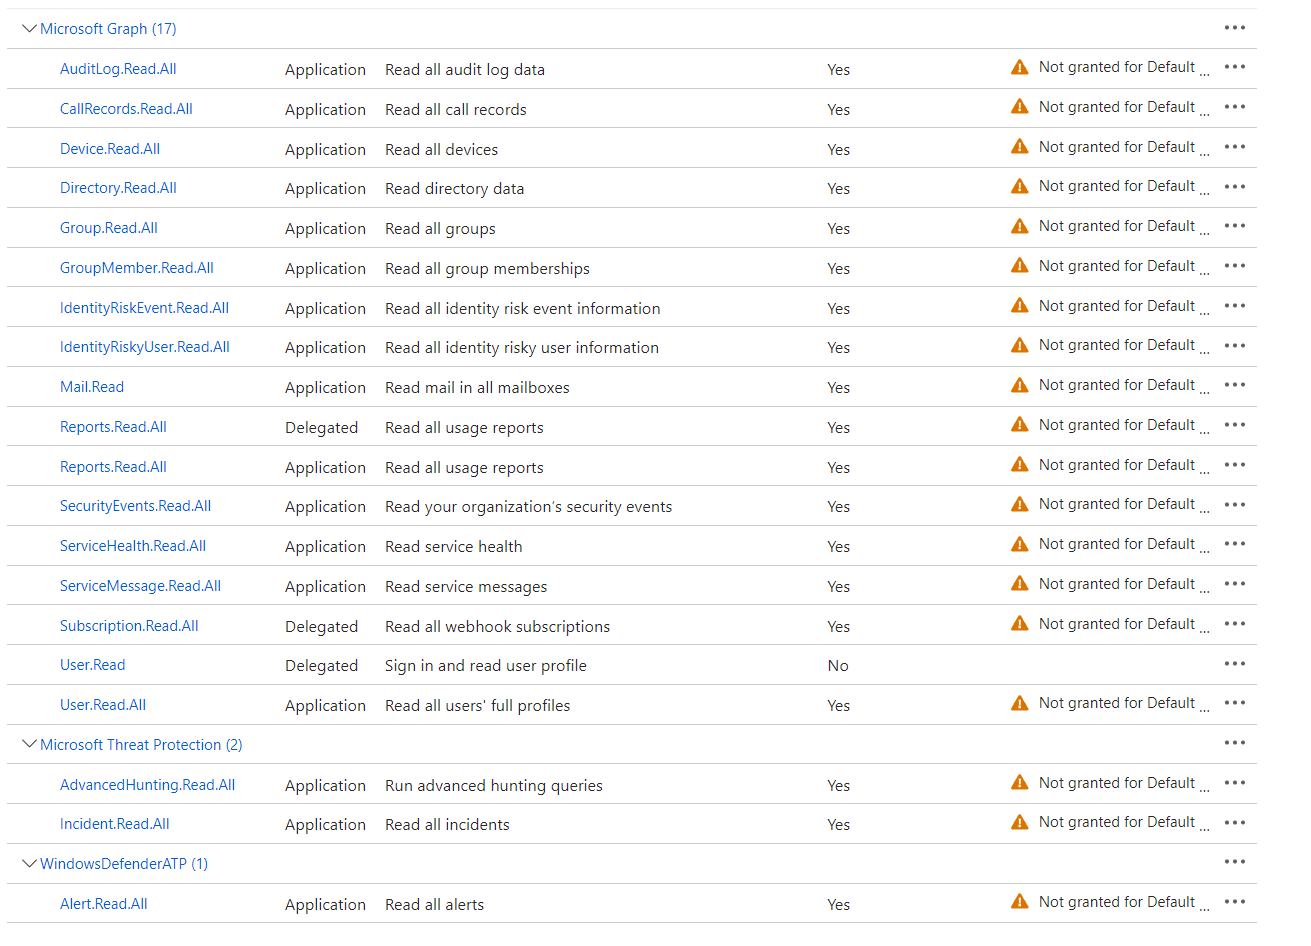 Microsoft Graph (17) ...
AuditLog.Read.All Application Read all audit log data Yes Not granted for Default ... ...
CallRecords.Read.All Application Read all call records Yes Not granted for Default ... ...
Device.Read.All Application Read all devices Yes Not granted for Default ... ...
Directory.Read.All Application Read directory data Yes Not granted for Default ... ...
Group.Read.All Application Read all groups Yes Not granted for Default ... ...
GroupMember.Read.All Application Read all group memberships Yes Not granted for Default ... ...
IdentityRiskEvent.Read.All Application Read all identity risk event information Yes Not granted for Default ... ...
IdentityRiskyUser.Read.All Application Read all identity risky user information Yes Not granted for Default ... ...
Mail.Read Application Read mail in all mailboxes Yes Not granted for Default ... ...
Reports.Read.All Delegated Read all usage reports Yes Not granted for Default ... ...
Reports.Read.All Application Read all usage reports Yes Not granted for Default ... ...
SecurityEvents.Read.All Application Read your organization’s security events Yes Not granted for Default ... ...
ServiceHealth.Read.All Application Read service health Yes Not granted for Default ... ...
ServiceMessage.Read.All Application Read service messages Yes Not granted for Default ... ...
Subscription.Read.All Delegated Read all webhook subscriptions Yes Not granted for Default ... ...
User.Read Delegated Sign in and read user profile No ...
User.Read.All Application Read all users' full profiles Yes Not granted for Default ... ...
Microsoft Threat Protection (2) ...
AdvancedHunting.Read.All Application Run advanced hunting queries Yes Not granted for Default ... ...
Incident.Read.All Application Read all incidents Yes Not granted for Default ... ...
WindowsDefenderATP (1) ...
Alert.Read.All Application Read all alerts Yes Not granted for Default ... ...